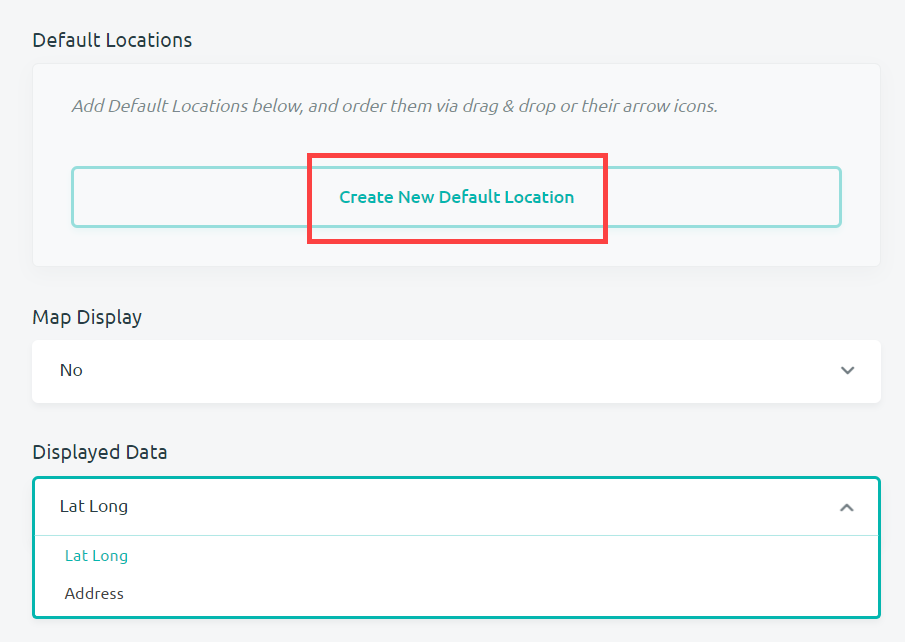 Default Locations
Add Default Locations below, and order them via drag & drop or their arrow icons.
Create New Default Location
Map Display
No
Displayed Data
Lat Long
Lat Long
Address